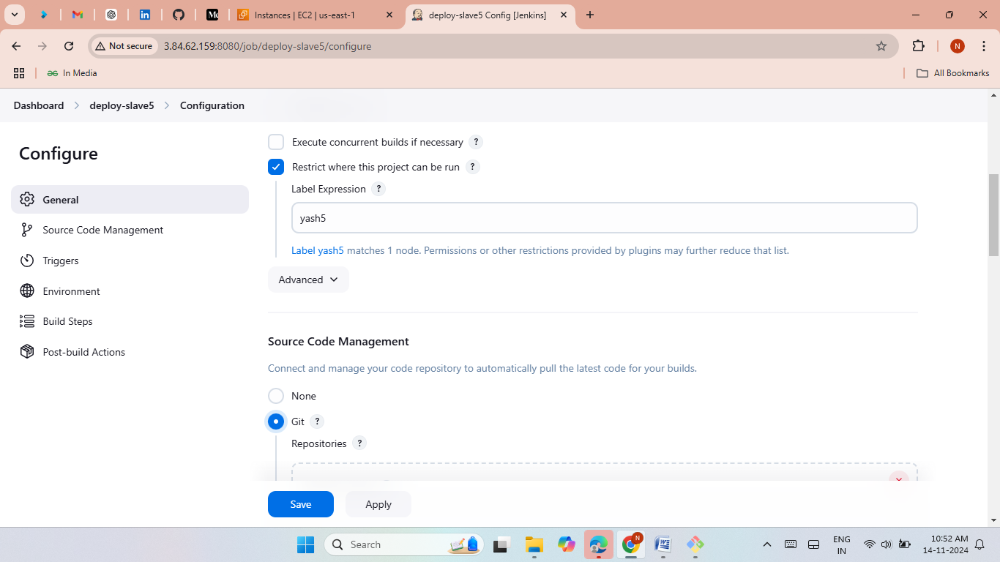 Instances | EC2 | us-east-1
deploy-slave5 Config [Jenkins]
Not secure
3.84.62.159:8080/job/deploy-slave5/configure
N
In Media
All Bookmarks
Dashboard
deploy-slave5
Configuration
Configure
General
Source Code Management
Triggers
Environment
Build Steps
Post-build Actions
Execute concurrent builds if necessary ?
Restrict where this project can be run ?
Label Expression ?
yash5
Label yash5 matches 1 node. Permissions or other restrictions provided by plugins may further reduce that list.
Advanced
Source Code Management
Connect and manage your code repository to automatically pull the latest code for your builds.
None
Git ?
Repositories ?
Save
Apply
Search
N
ENG
IN
10:52 AM
14-11-2024